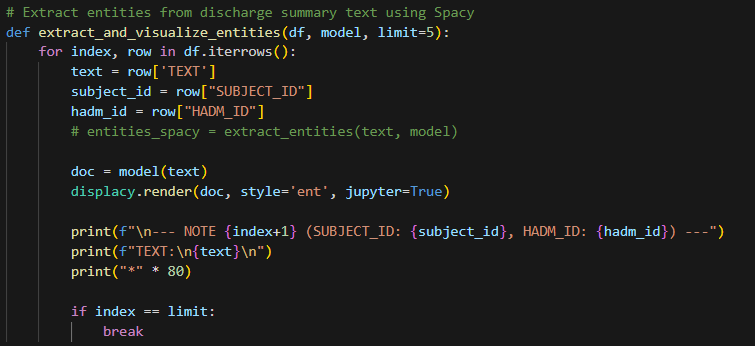 # Extract entities from discharge summary text using Spacy
def extract_and_visualize_entities(df, model, limit=5):
    for index, row in df.iterrows():
        text = row['TEXT']
        subject_id = row["SUBJECT_ID"]
        hadm_id = row["HADM_ID"]
        # entities_spacy = extract_entities(text, model)

        doc = model(text)
        displacy.render(doc, style='ent', jupyter=True)

        print(f"\n--- NOTE {index+1} (SUBJECT_ID: {subject_id}, HADM_ID: {hadm_id}) ---")
        print(f"TEXT:\n{text}\n")
        print("*" * 80)

        if index == limit:
            break